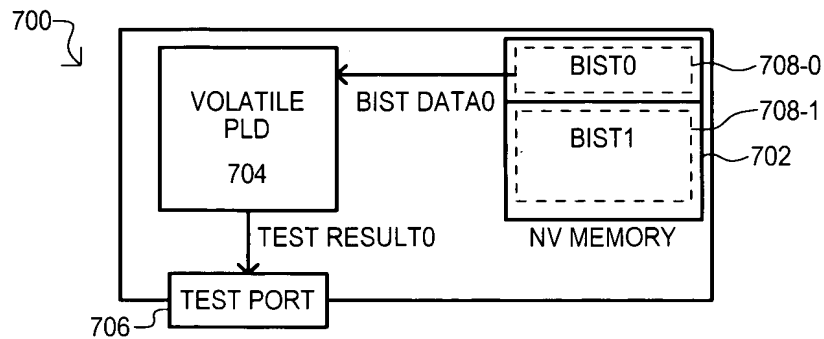 700
VOLATILE
PLD
704
BIST DATA0
BIST0
708-0
BIST1
708-1
702
NV MEMORY
TEST RESULT0
TEST PORT
706